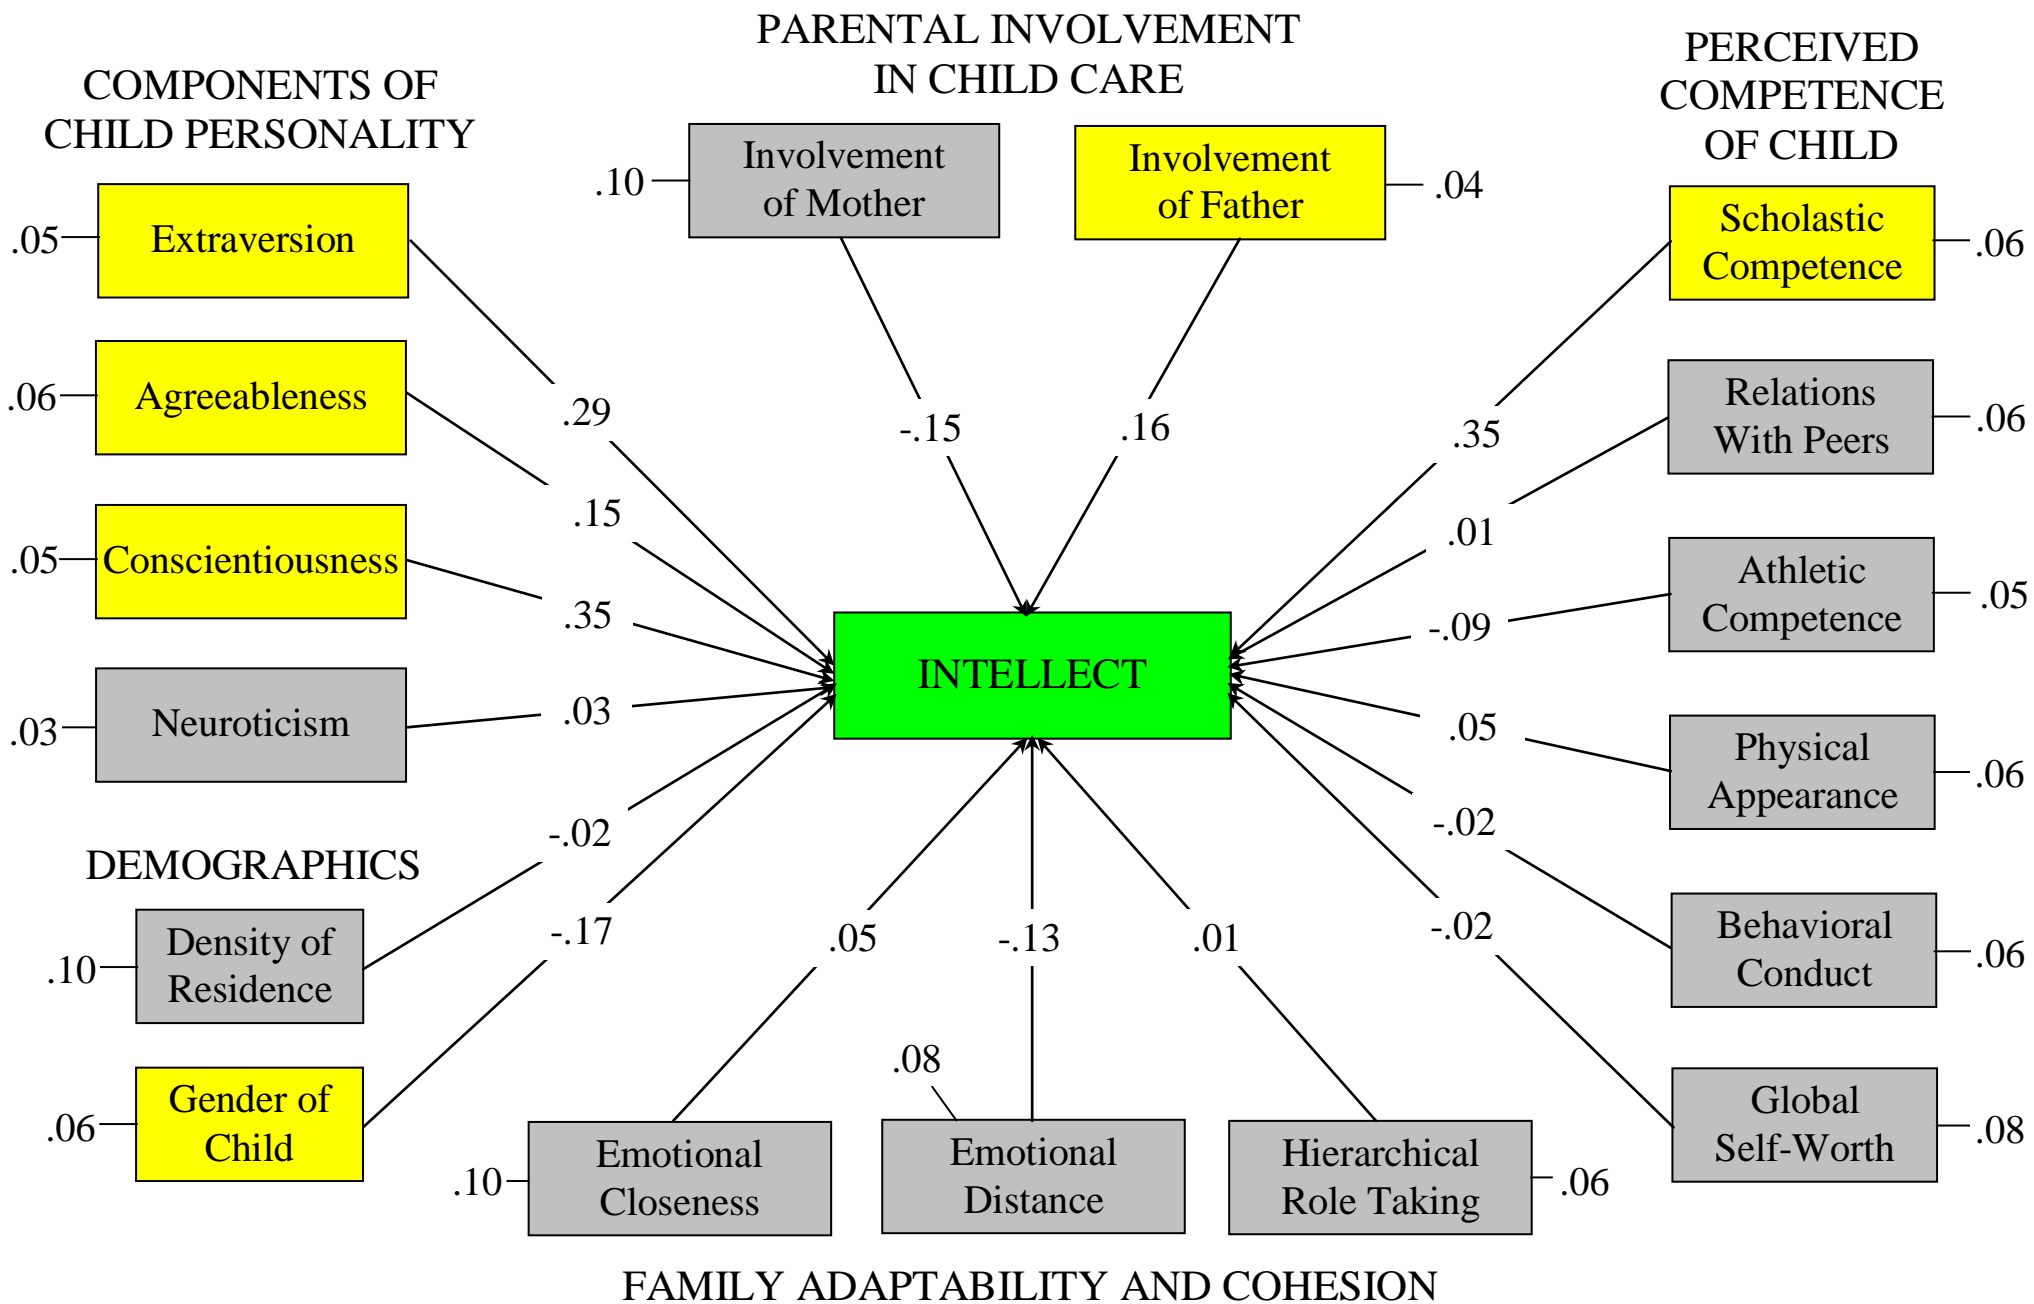 PARENTAL INVOLVEMENT
IN CHILD CARE
COMPONENTS OF
CHILD PERSONALITY
PERCEIVED
COMPETENCE
OF CHILD
.10
Involvement
of Mother
Involvement
of Father
.04
.05
Extraversion
Scholastic
Competence
.06
.06
Agreeableness
Relations
With Peers
.06
.29
-.15
.16
.35
.15
.01
.05
Conscientiousness
Athletic
Competence
.05
.35
-.09
INTELLECT
.03
Neuroticism
.03
.05
Physical
Appearance
.06
-.02
-.02
DEMOGRAPHICS
.10
Density of
Residence
-.17
.05
-.13
.01
-.02
Behavioral
Conduct
.06
.06
Gender of
Child
.08
Global
Self-Worth
.08
.10
Emotional
Closeness
Emotional
Distance
Hierarchical
Role Taking
.06
FAMILY ADAPTABILITY AND COHESION